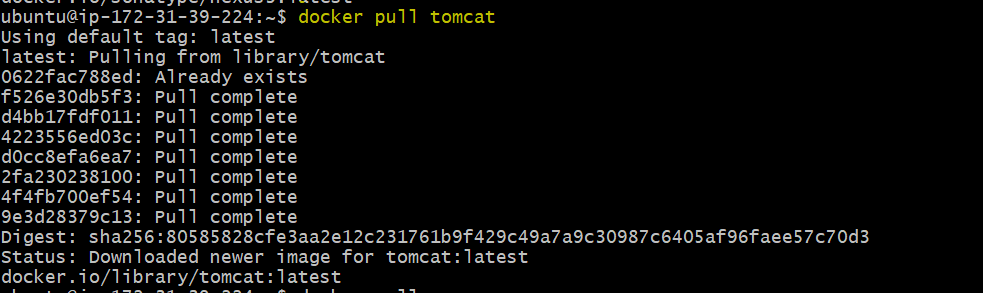 ubuntu@ip-172-31-39-224:~$ docker pull tomcat
Using default tag: latest
latest: Pulling from library/tomcat
0622fac788ed: Already exists
f526e30db5f3: Pull complete
d4bb17fdf011: Pull complete
4223556ed03c: Pull complete
d0cc8efa6ea7: Pull complete
2fa230238100: Pull complete
4f4fb700ef54: Pull complete
9e3d28379c13: Pull complete
Digest: sha256:80585828cfe3aa2e12c231761b9f429c49a7a9c30987c6405af96faee57c70d3
Status: Downloaded newer image for tomcat:latest
docker.io/library/tomcat:latest